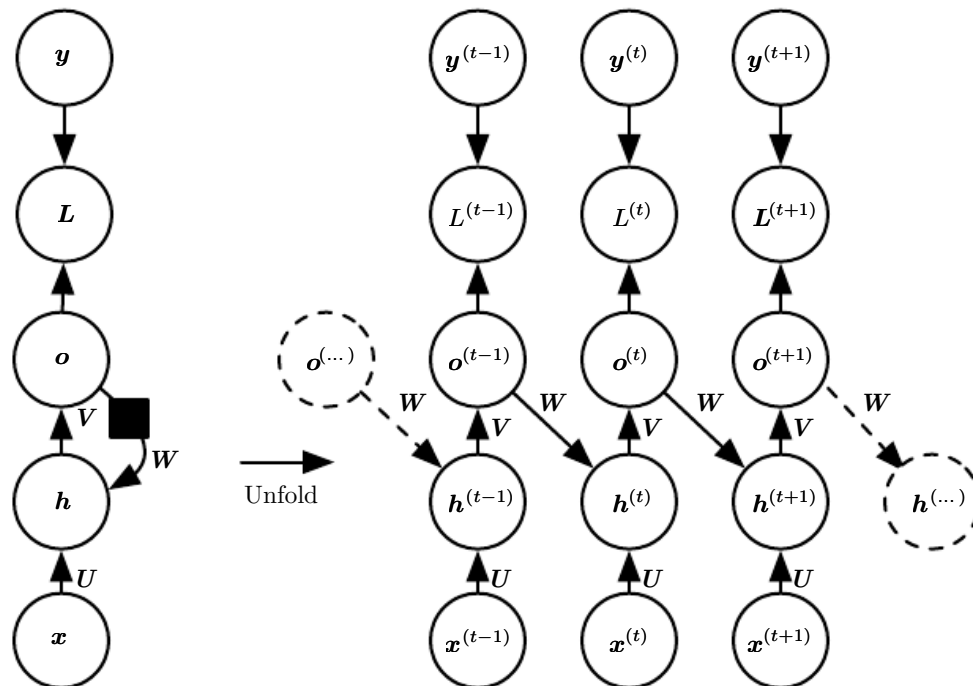 y y^(t−1) y^(t) y^(t+1)
L L^(t−1) L^(t) L^(t+1)
o o^(...) o^(t−1) o^(t) o^(t+1)
W W W W
V V V V
W
Unfold
h h^(t−1) h^(t) h^(t+1) h^(...)
U U U U
x x^(t−1) x^(t) x^(t+1)